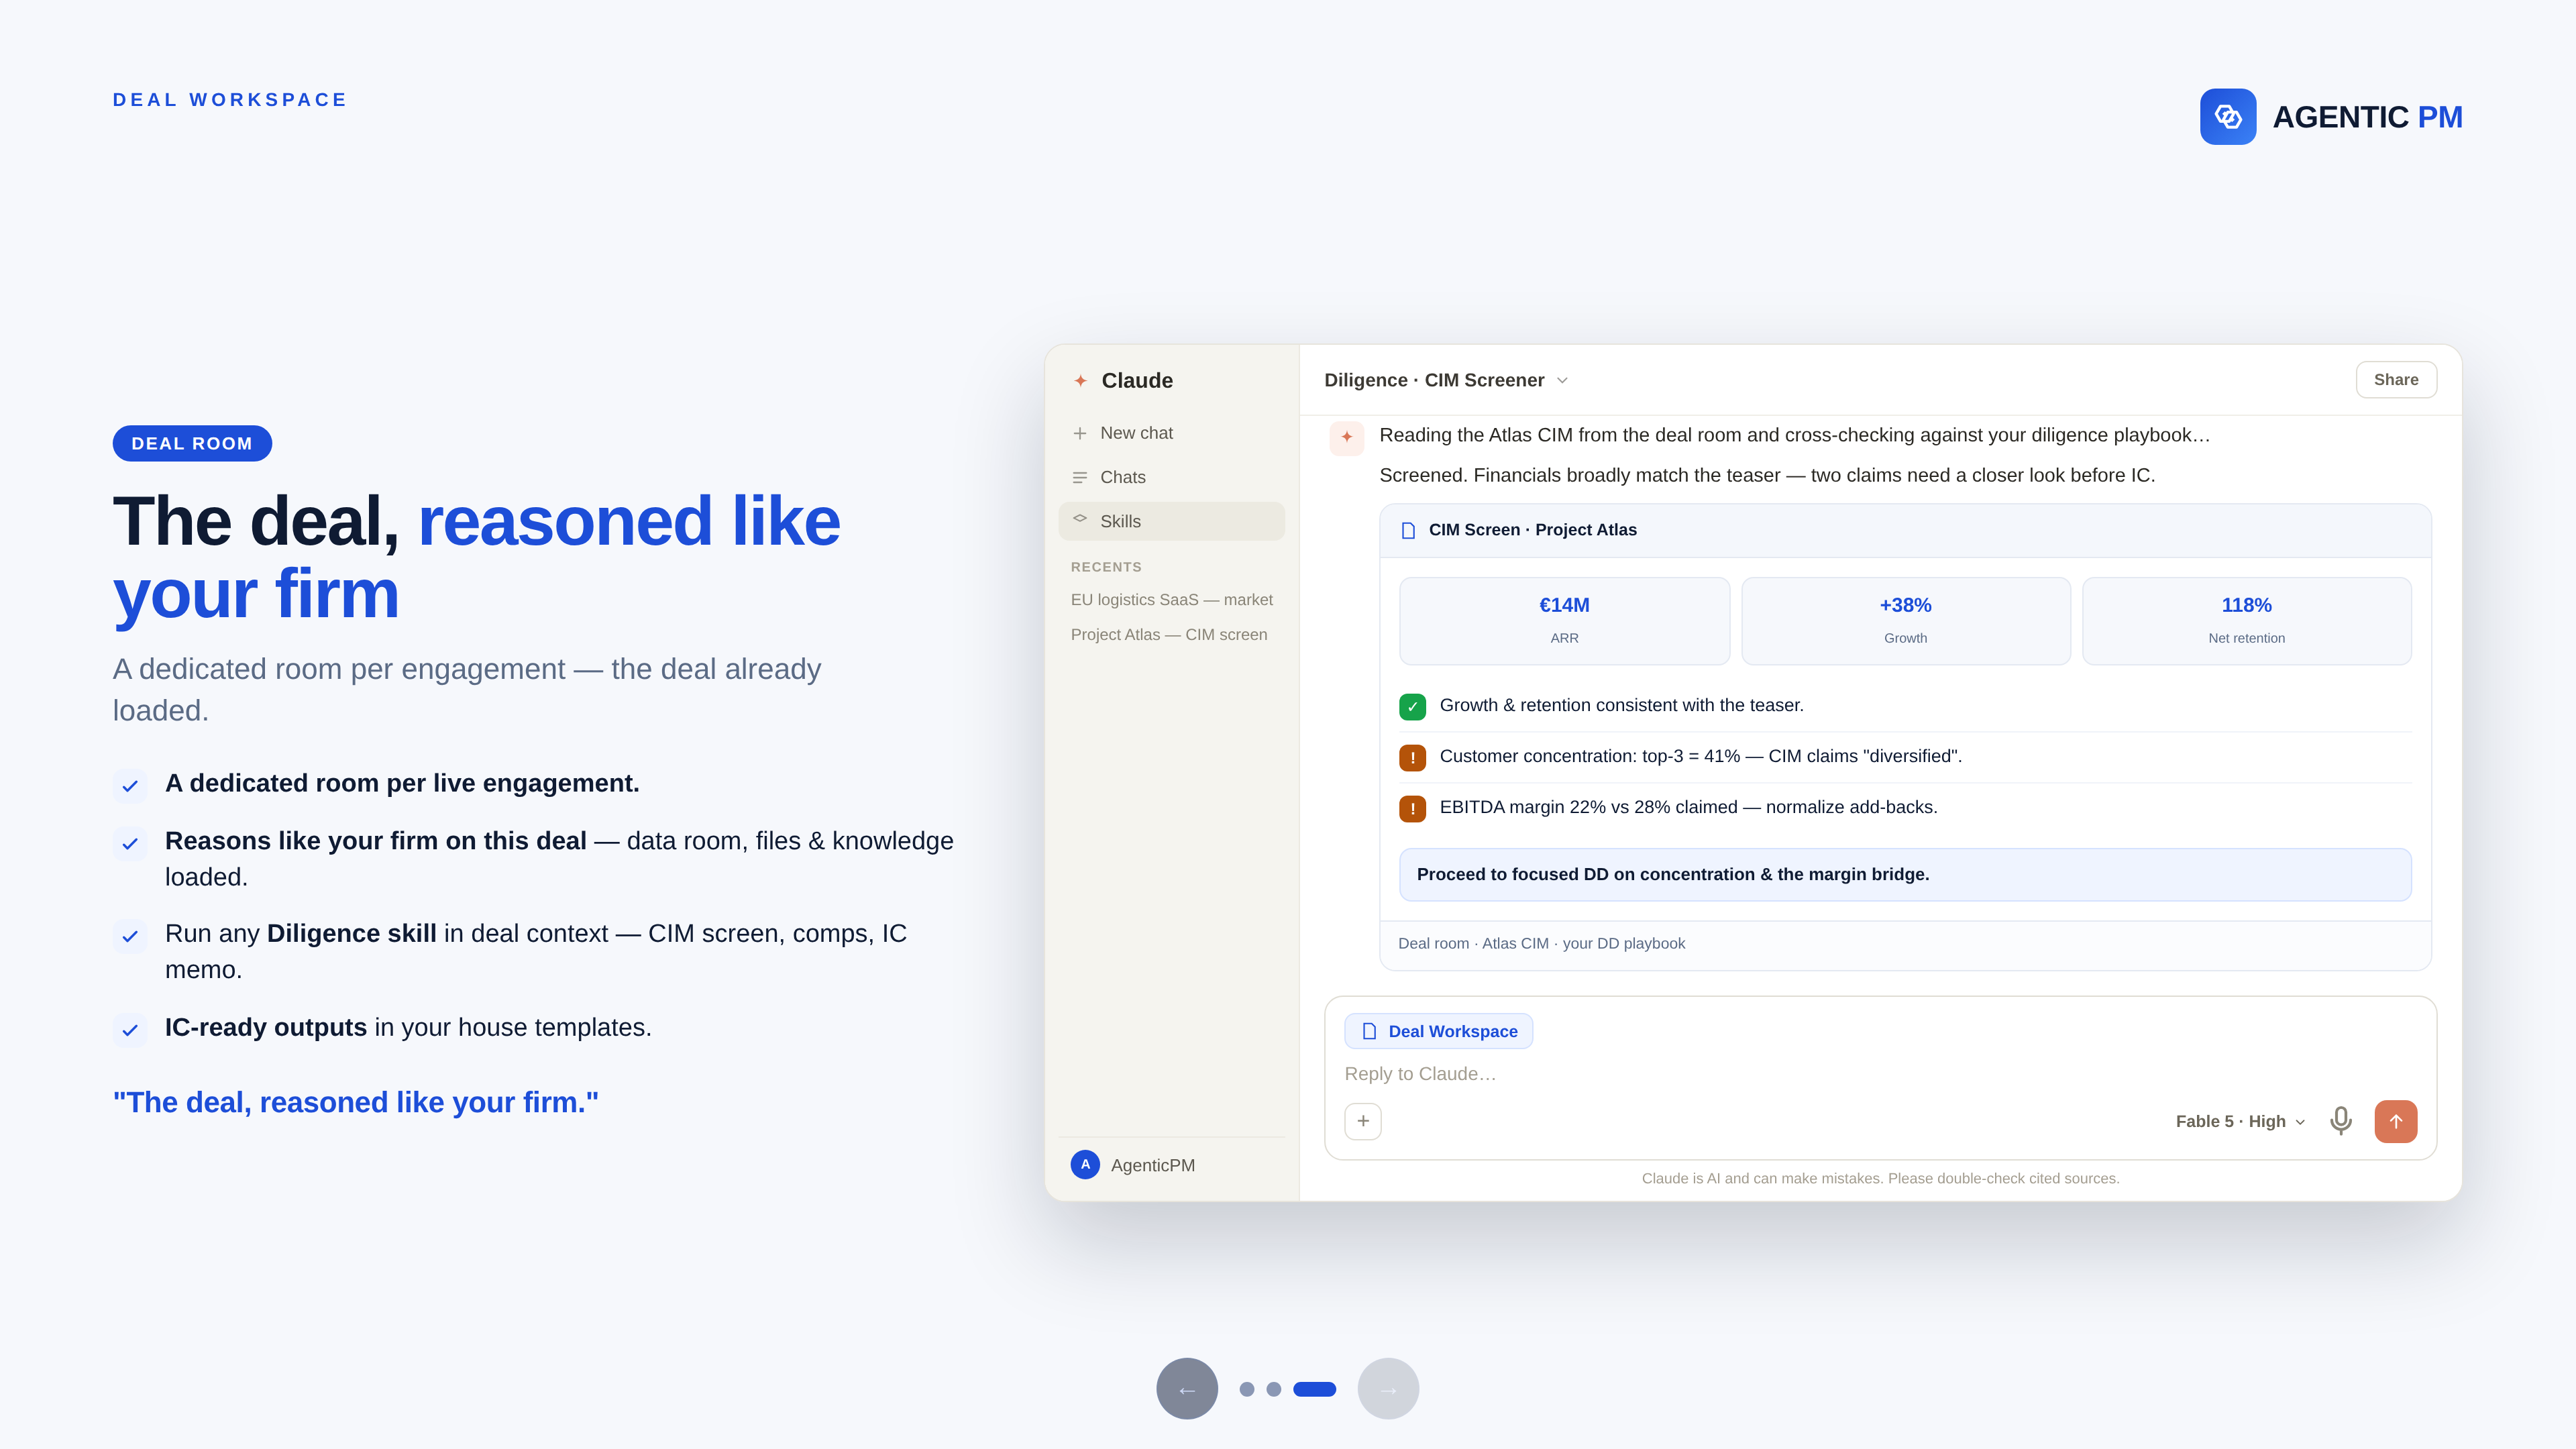 DEAL WORKSPACE
AGENTIC PM
DEAL ROOM
The deal, reasoned like
your firm
A dedicated room per engagement — the deal already
loaded.
A dedicated room per live engagement.
Reasons like your firm on this deal — data room, files & knowledge
loaded.
Run any Diligence skill in deal context — CIM screen, comps, IC
memo.
IC-ready outputs in your house templates.
"The deal, reasoned like your firm."
Claude
New chat
Chats
Skills
RECENTS
EU logistics SaaS — market
Project Atlas — CIM screen
A AgenticPM
Diligence · CIM Screener
Share
Reading the Atlas CIM from the deal room and cross-checking against your diligence playbook…
Screened. Financials broadly match the teaser — two claims need a closer look before IC.
CIM Screen · Project Atlas
€14M
ARR
+38%
Growth
118%
Net retention
✓ Growth & retention consistent with the teaser.
! Customer concentration: top-3 = 41% — CIM claims "diversified".
! EBITDA margin 22% vs 28% claimed — normalize add-backs.
Proceed to focused DD on concentration & the margin bridge.
Deal room · Atlas CIM · your DD playbook
Deal Workspace
Reply to Claude…
+
Fable 5 · High
Claude is AI and can make mistakes. Please double-check cited sources.
← →